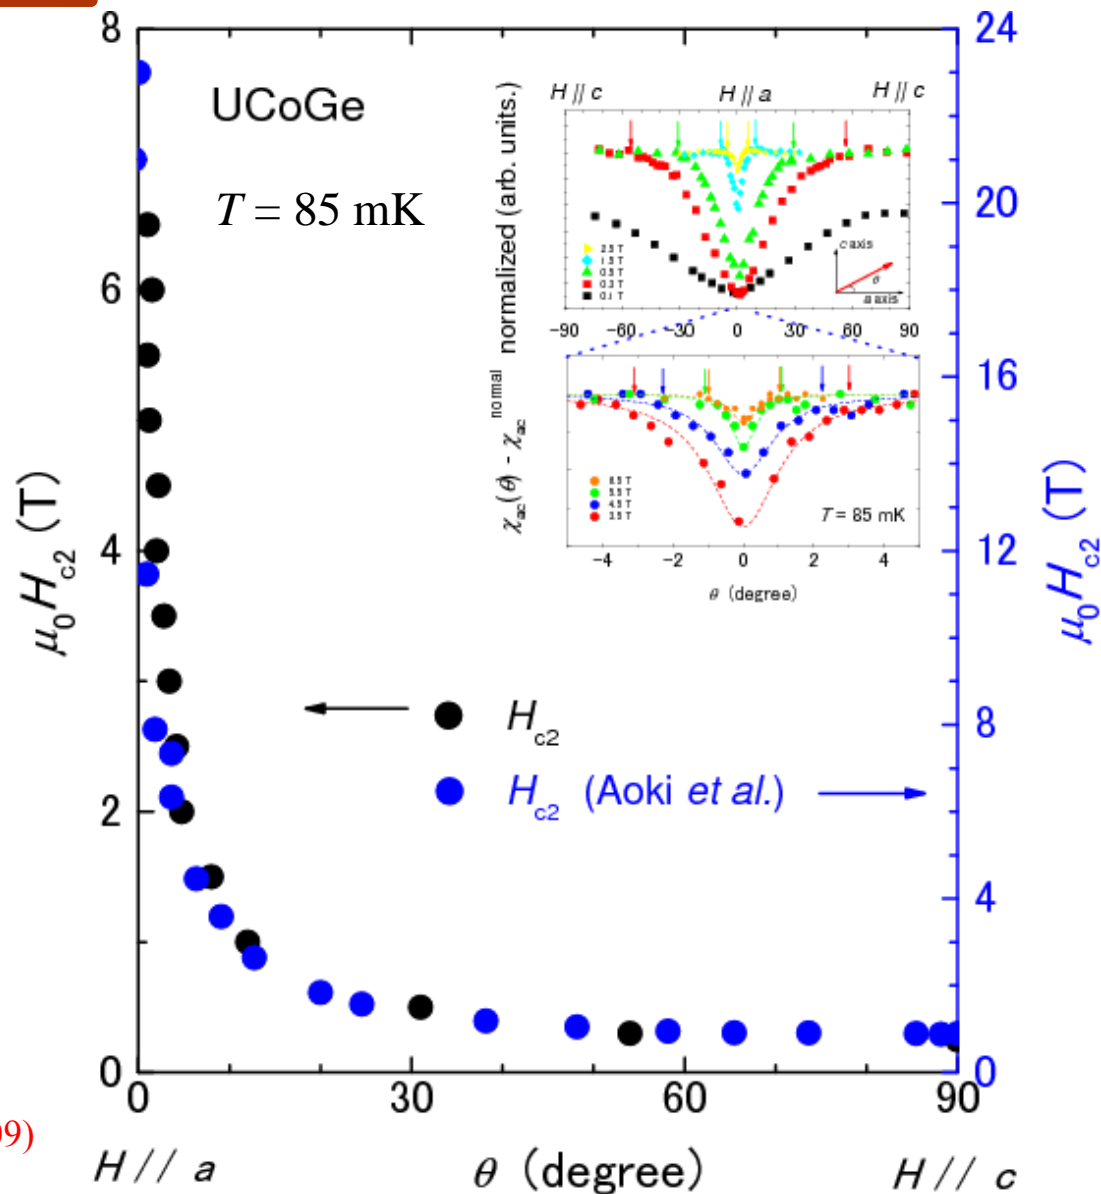 UCoGe
T = 85 mK
8
6
4
2
0
μ0Hc2 (T)
24
20
16
12
8
4
0
μ0Hc2 (T)
0 30 60 90
H // a θ (degree) H // c
Hc2
Hc2 (Aoki et al.)
H // c H // a H // c
χac(θ) - χac normal normalized (arb. units.)
c axis
θ
a axis
-90 -60 -30 0 30 60 90
T = 85 mK
-4 -2 0 2 4
θ (degree)
9)